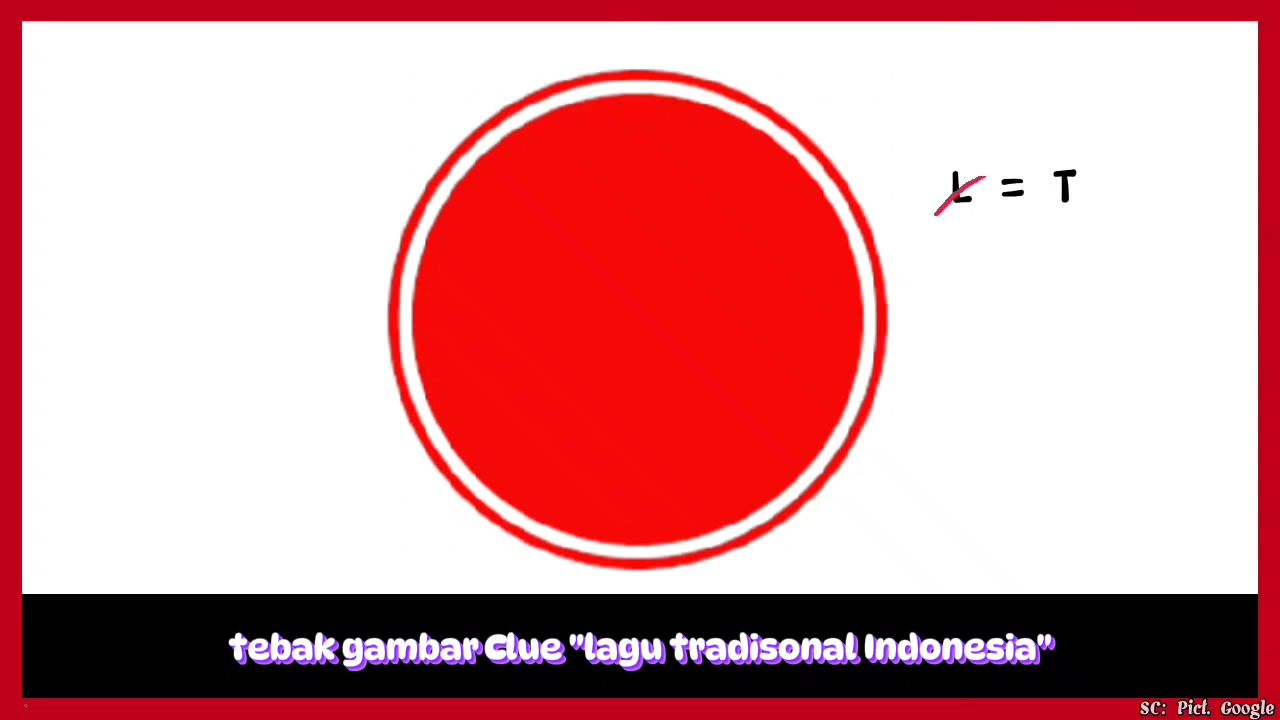 L = T
tebak gambar Clue "lagu tradisonal Indonesia"
SC: Pict. Google